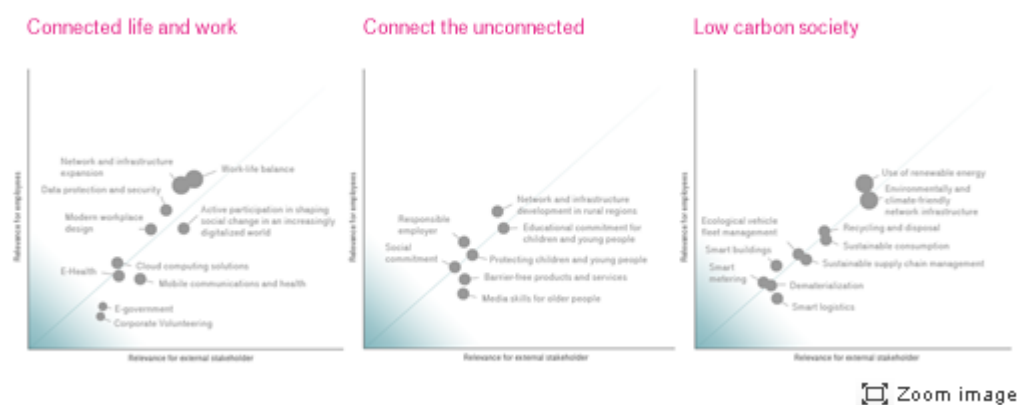 Connected life and work
Relevance for employees
Network and infrastructure
expansion
Work-life balance
Data protection and security
Modern workplace
design
Active participation in shaping
social change in an increasingly
digitalized world
E-Health
Cloud computing solutions
Mobile communications and health
E-government
Corporate Volunteering
Relevance for external stakeholder
Connect the unconnected
Relevance for employees
Network and infrastructure
development in rural regions
Responsible
employer
Educational commitment for
children and young people
Social
commitment
Protecting children and young people
Barrier-free products and services
Media skills for older people
Relevance for external stakeholder
Low carbon society
Relevance for employees
Use of renewable energy
Environmentally and
climate-friendly
network infrastructure
Ecological vehicle
fleet management
Recycling and disposal
Smart buildings
Sustainable consumption
Sustainable supply chain management
Smart
metering
Dematerialization
Smart logistics
Relevance for external stakeholder
Zoom image